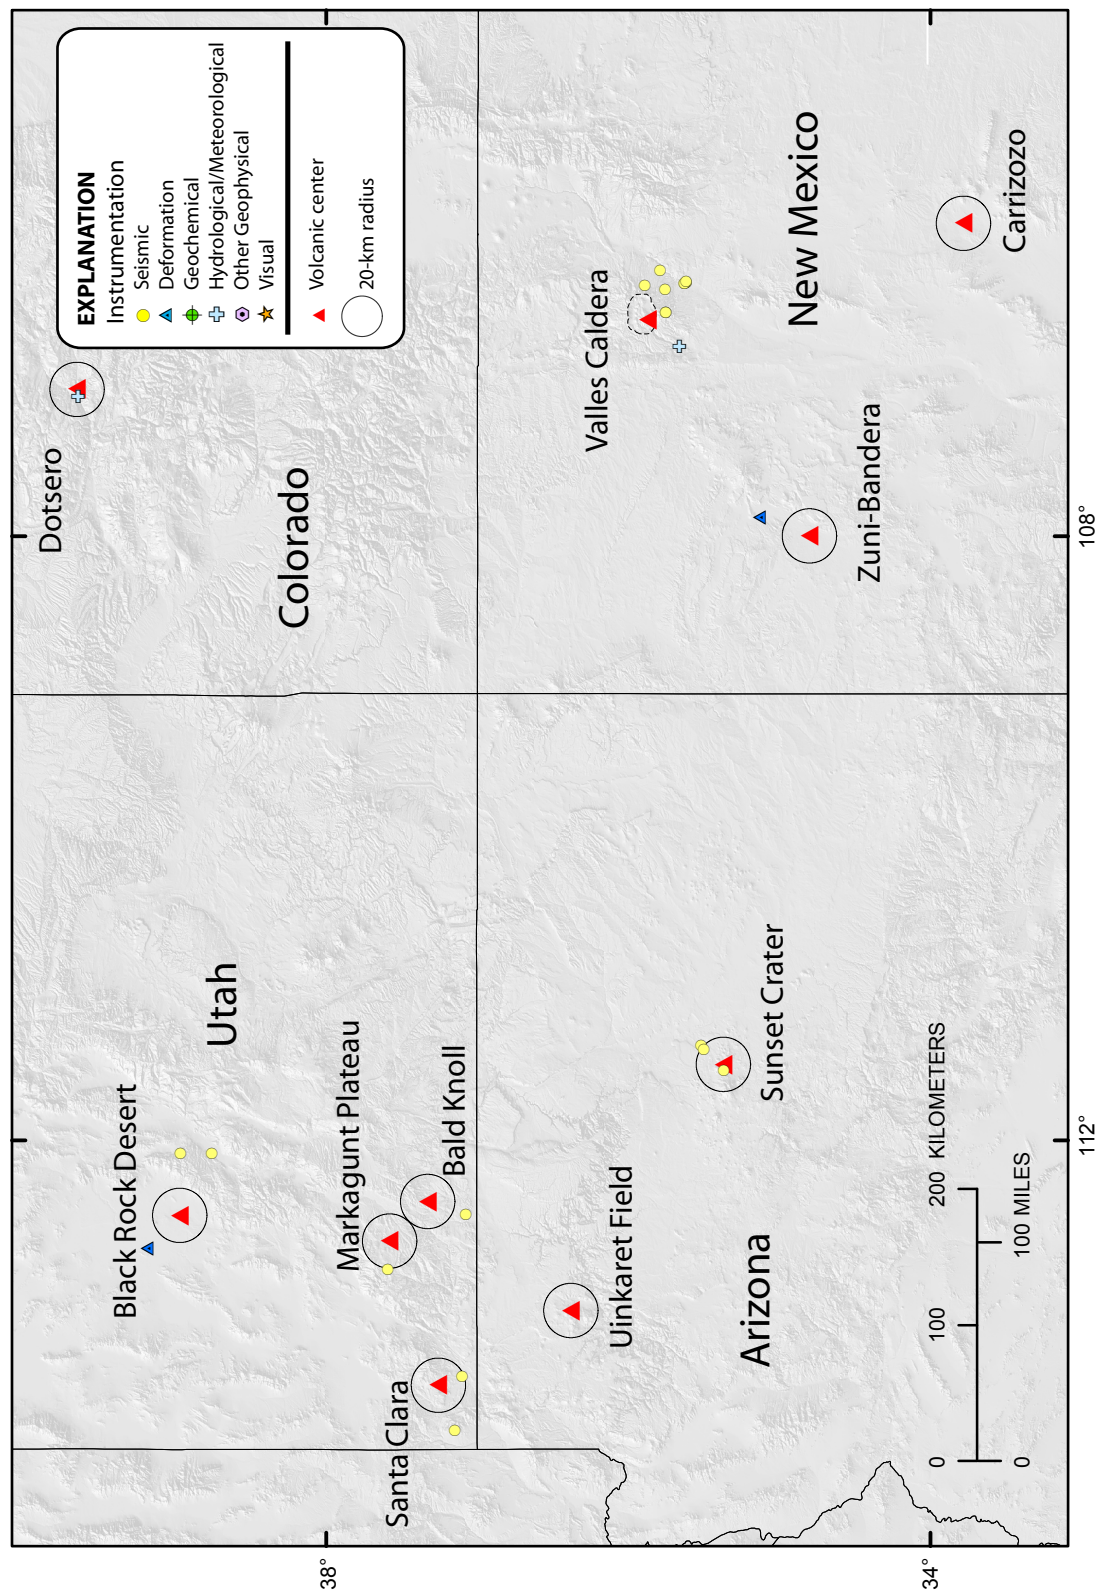 EXPLANATION
Instrumentation
Seismic
Deformation
Geochemical
Hydrological/Meteorological
Other Geophysical
Visual
Volcanic center
20-km radius
Dotsero
Colorado
Black Rock Desert
Utah
Markagunt Plateau
Bald Knoll
Santa Clara
Uinkaret Field
Arizona
Sunset Crater
Valles Caldera
New Mexico
Zuni-Bandera
Carrizozo
0 100 200 KILOMETERS
0 100 MILES
38°
34°
112°
108°